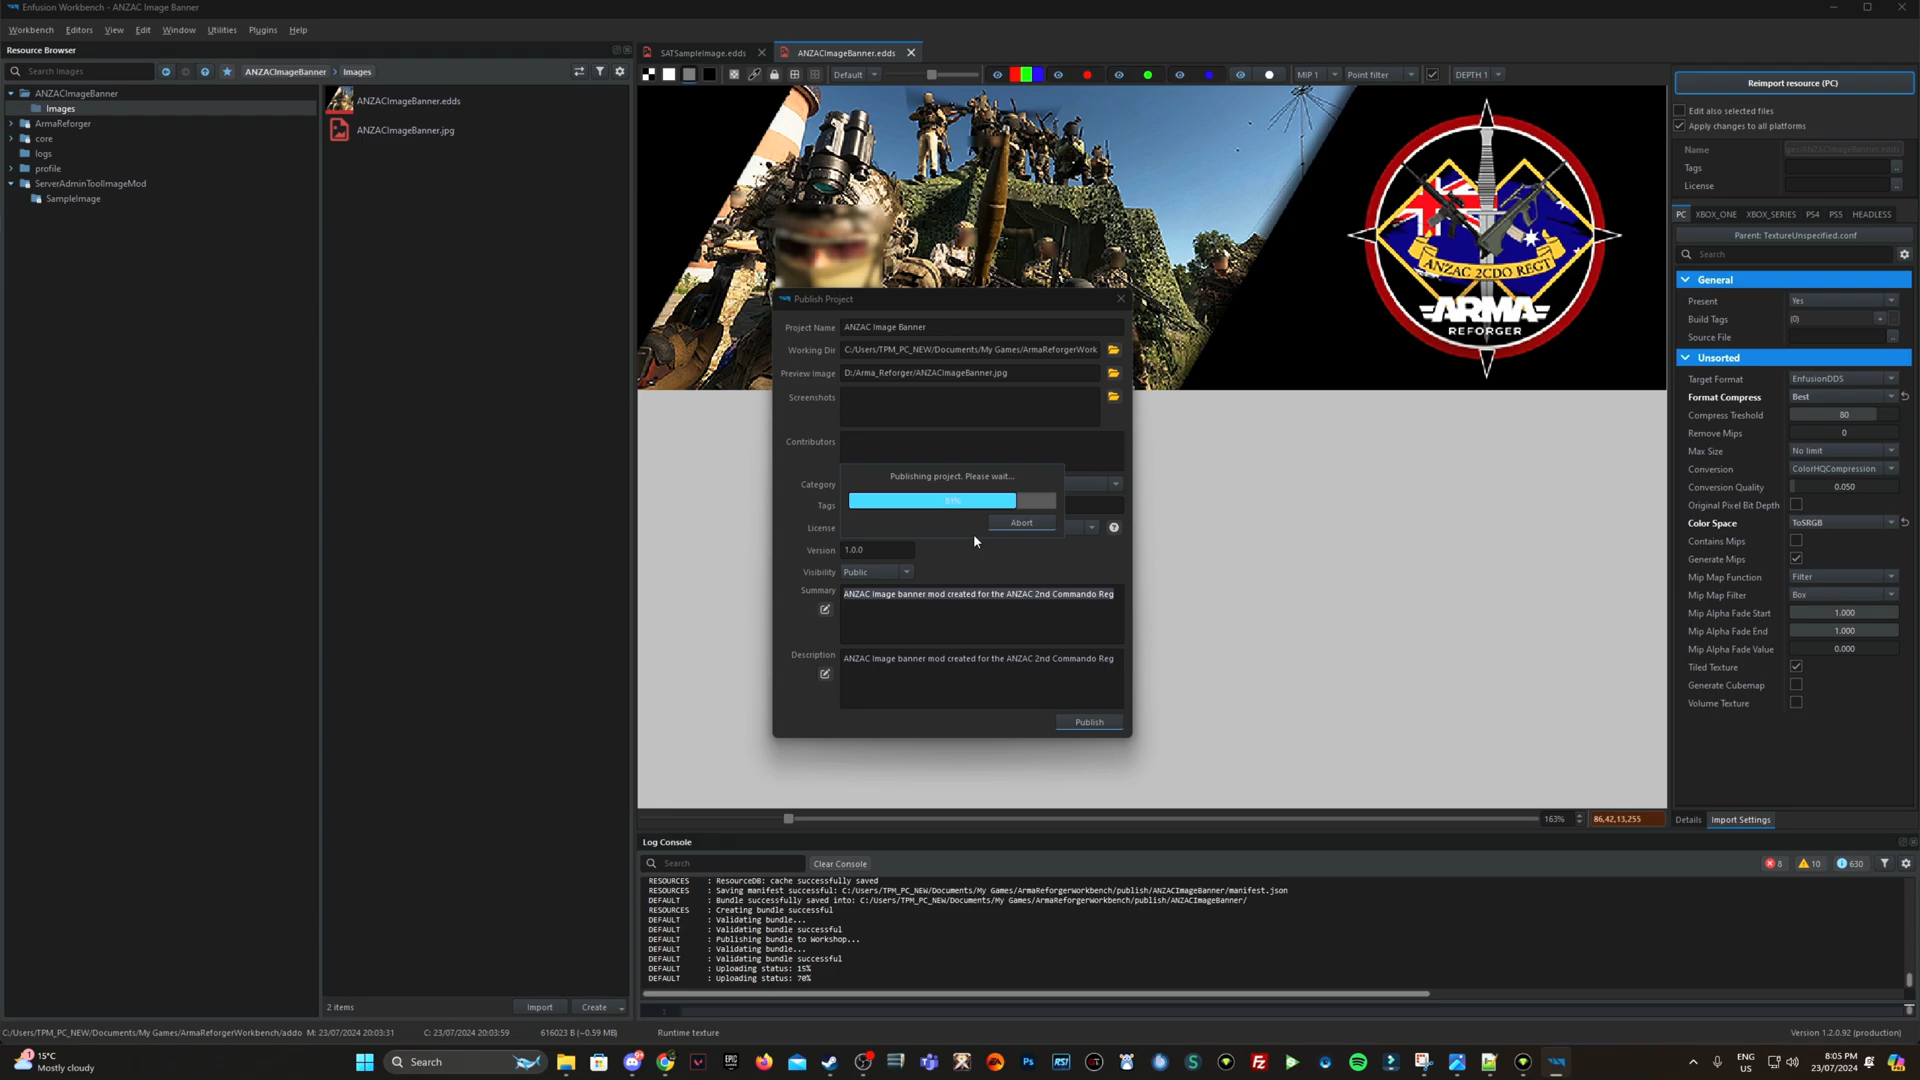 Enfusion Workbench - ANZAC Image Banner
Workbench Editors View Edit Window Utilities Plugins Help
Resource Browser
Search Images
ANZACImageBanner Images
ANZACImageBanner
Images
ArmaReforger
core
logs
profile
ServerAdminToolImageMod
SampleImage
ANZACImageBanner.edds
ANZACImageBanner.jpg
2 items
Import
Create
SATSampleImage.edds
ANZACImageBanner.edds
Default
MIP 1
Point filter
DEPTH 1
ANZAC 2CDO REGT
ARMA
REFORGER
Publish Project
Project Name ANZAC Image Banner
Working Dir C:/Users/TPM_PC_NEW/Documents/My Games/ArmaReforgerWork
Preview Image D:/Arma_Reforger/ANZACImageBanner.jpg
Screenshots
Contributors
Publishing project. Please wait...
Category
81%
Tags
Abort
License
Version 1.0.0
Visibility Public
Summary ANZAC Image banner mod created for the ANZAC 2nd Commando Reg
Description ANZAC Image banner mod created for the ANZAC 2nd Commando Reg
Publish
163%
86,42,13,255
Reimport resource (PC)
Edit also selected files
Apply changes to all platforms
Name ges/ANZACImageBanner.edds
Tags
License
PC XBOX_ONE XBOX_SERIES PS4 PS5 HEADLESS
Parent: TextureUnspecified.conf
Search
General
Present Yes
Build Tags (0)
Source File
Unsorted
Target Format EnfusionDDS
Format Compress Best
Compress Treshold 80
Remove Mips 0
Max Size No limit
Conversion ColorHQCompression
Conversion Quality 0.050
Original Pixel Bit Depth
Color Space ToSRGB
Contains Mips
Generate Mips
Mip Map Function Filter
Mip Map Filter Box
Mip Alpha Fade Start 1.000
Mip Alpha Fade End 1.000
Mip Alpha Fade Value 0.000
Tiled Texture
Generate Cubemap
Volume Texture
Details Import Settings
Log Console
Search
Clear Console
8 10 630
RESOURCES : ResourceDB: cache successfully saved
RESOURCES : Saving manifest successful: C:/Users/TPM_PC_NEW/Documents/My Games/ArmaReforgerWorkbench/publish/ANZACImageBanner/manifest.json
DEFAULT : Bundle successfully saved into: C:/Users/TPM_PC_NEW/Documents/My Games/ArmaReforgerWorkbench/publish/ANZACImageBanner/
RESOURCES : Creating bundle successful
DEFAULT : Validating bundle...
DEFAULT : Validating bundle successful
DEFAULT : Publishing bundle to Workshop...
DEFAULT : Validating bundle...
DEFAULT : Validating bundle successful
DEFAULT : Uploading status: 15%
DEFAULT : Uploading status: 70%
1
C:/Users/TPM_PC_NEW/Documents/My Games/ArmaReforgerWorkbench/addo M: 23/07/2024 20:03:31 C: 23/07/2024 20:03:59 616023 B (~0.59 MB) Runtime texture Version 1.2.0.92 (production)
1
15°C
Mostly cloudy
Search
EPIC
EA
Ps
RSI
ENG
US
8:05 PM
23/07/2024